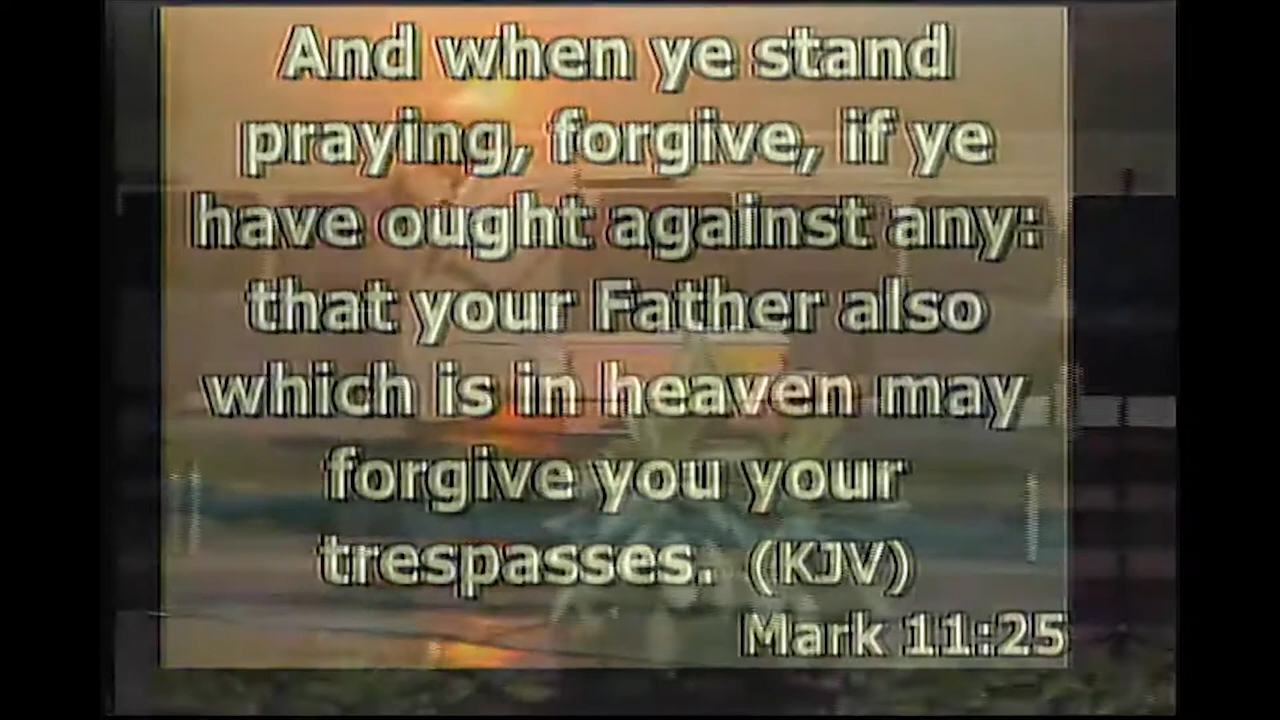 And when ye stand
praying, forgive, if ye
have ought against any:
that your Father also
which is in heaven may
forgive you your
trespasses. (KJV)
Mark 11:25